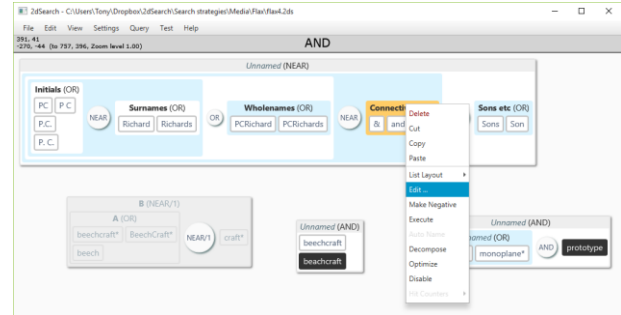 2dSearch - C:\Users\Tony\Dropbox\2dSearch\Search strategies\Media\Flax\flax4.2ds
File Edit View Settings Query Test Help
391, 41
-270, -44 (to 757, 396, Zoom level 1.00)
AND
Unnamed (NEAR)
Initials (OR)
PC P C
P.C.
P. C.
NEAR
Surnames (OR)
Richard Richards
OR
Wholenames (OR)
PCRichard PCRichards
NEAR
& and
Sons etc (OR)
Sons Son
Delete
Cut
Copy
Paste
List Layout
Edit ...
Make Negative
Execute
Auto Name
Decompose
Optimize
Disable
Hit Counters
B (NEAR/1)
A (OR)
beechcraft* BeechCraft*
beech
NEAR/1
craft*
Unnamed (AND)
beechcraft
beachcraft
Unnamed (AND)
(OR)
monoplane*
AND
prototype